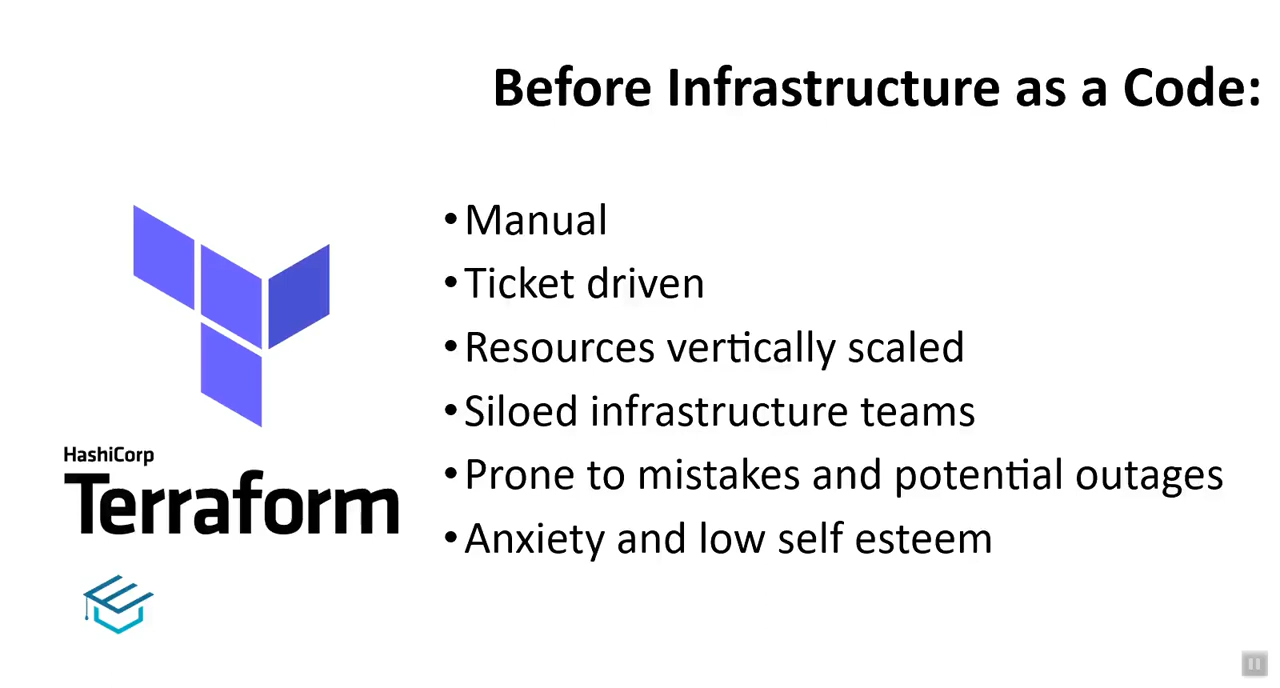 Before Infrastructure as a Code:
• Manual
• Ticket driven
• Resources vertically scaled
• Siloed infrastructure teams
• Prone to mistakes and potential outages
• Anxiety and low self esteem
HashiCorp
Terraform